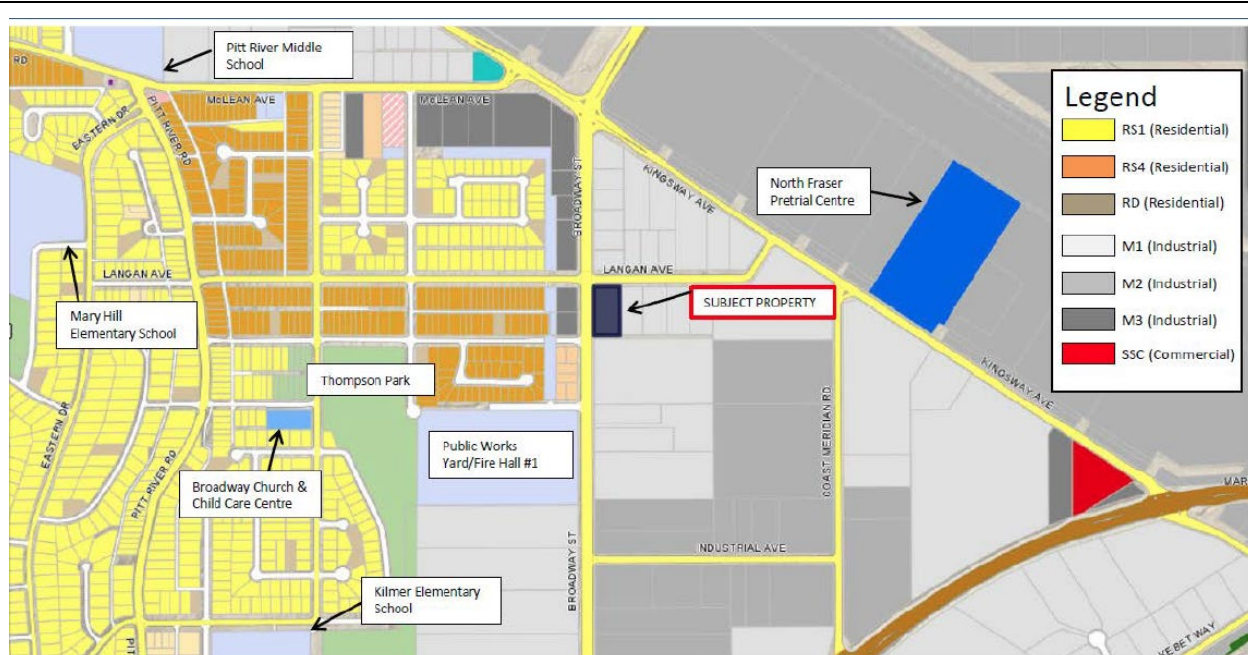 RD
Pitt River Middle
School
McLEAN AVE
McLEAN AVE
EASTERN DR
PITT RIVER RD
BROADWAY ST
KINGSWAY AVE
North Fraser
Pretrial Centre
Legend
RS1 (Residential)
RS4 (Residential)
RD (Residential)
M1 (Industrial)
M2 (Industrial)
M3 (Industrial)
SSC (Commercial)
LANGAN AVE
LANGAN AVE
SUBJECT PROPERTY
Mary Hill
Elementary School
Thompson Park
KINGSWAY AVE
EASTERN DR
PITT RIVER RD
Public Works
Yard/Fire Hall #1
COAST MERIDIAN RD
Broadway Church &
Child Care Centre
MAR
INDUSTRIAL AVE
BROADWAY ST
Kilmer Elementary
School
PIT
KEBET WAY